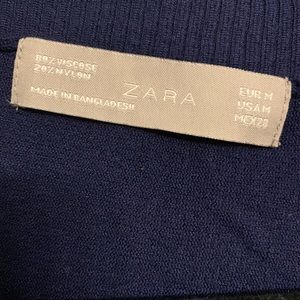 80% VISCOSE
20% NYLON
MADE IN BANGLADESH
ZARA
EUR M
USA M
MEX 28